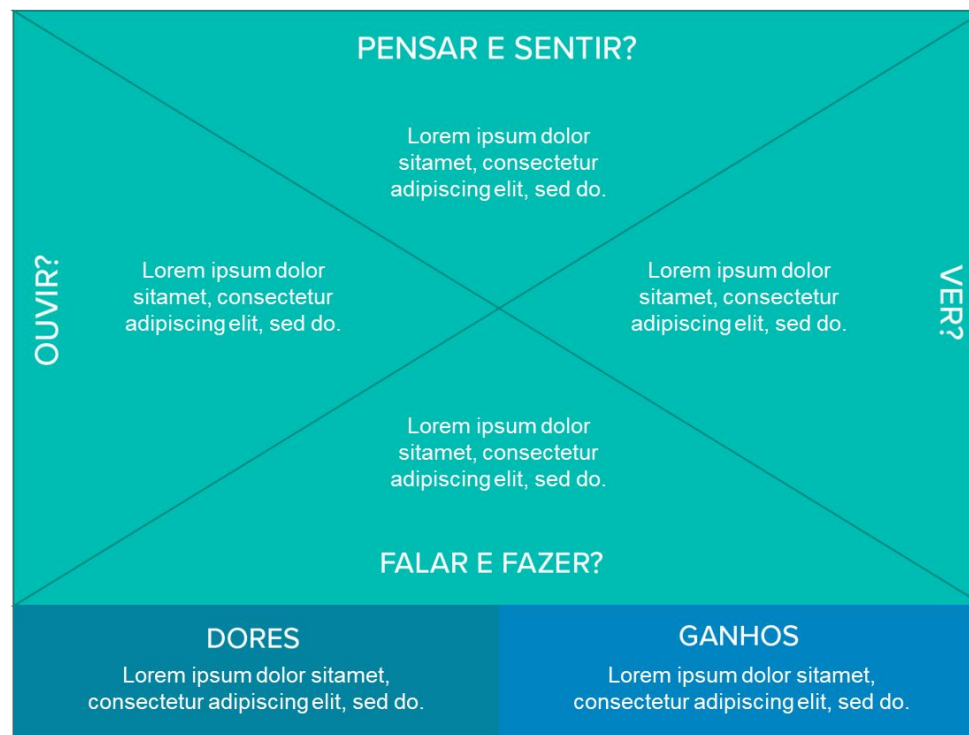 PENSAR E SENTIR?
Lorem ipsum dolor
sitamet, consectetur
adipiscing elit, sed do.
OUVIR?
Lorem ipsum dolor
sitamet, consectetur
adipiscing elit, sed do.
Lorem ipsum dolor
sitamet, consectetur
adipiscing elit, sed do.
VER?
Lorem ipsum dolor
sitamet, consectetur
adipiscing elit, sed do.
FALAR E FAZER?
DORES
Lorem ipsum dolor sitamet,
consectetur adipiscing elit, sed do.
GANHOS
Lorem ipsum dolor sitamet,
consectetur adipiscing elit, sed do.